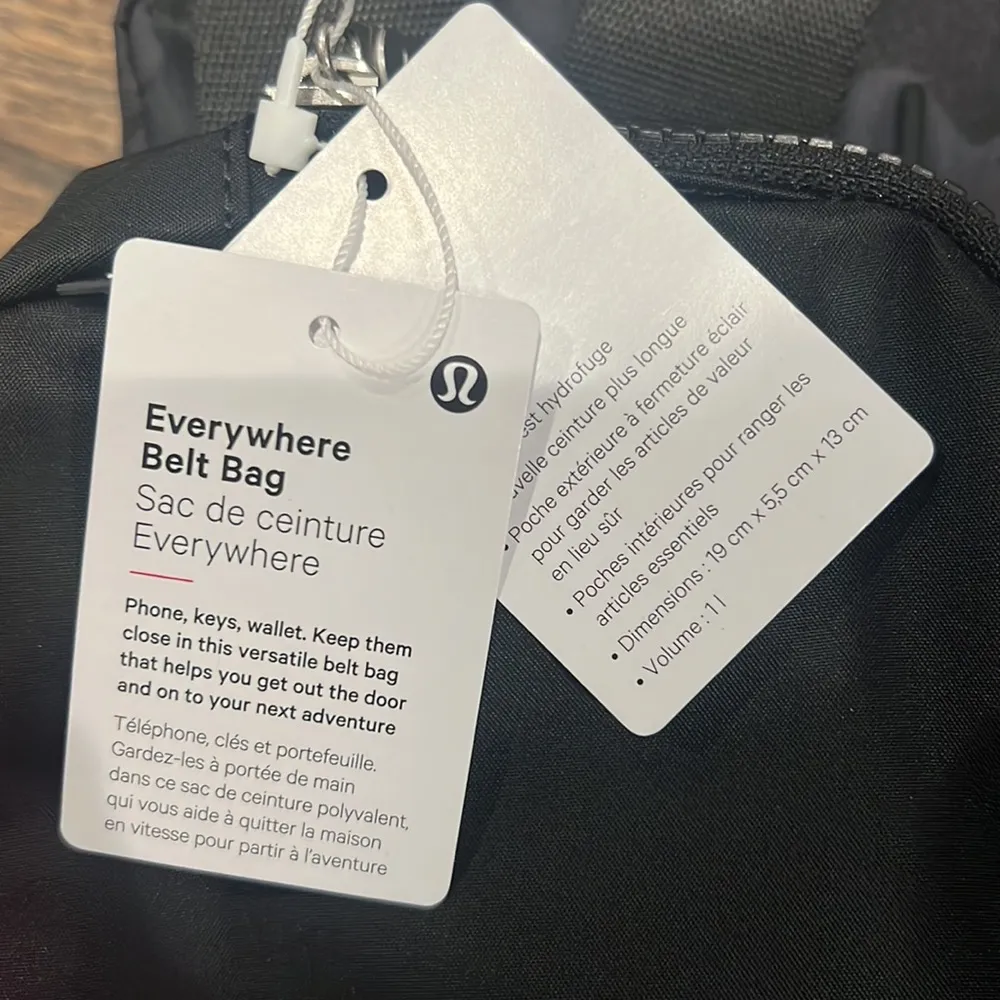 Everywhere
Belt Bag
Sac de ceinture
Everywhere
Phone, keys, wallet. Keep them
close in this versatile belt bag
that helps you get out the door
and on to your next adventure
Téléphone, clés et portefeuille.
Gardez-les à portée de main
dans ce sac de ceinture polyvalent,
qui vous aide à quitter la maison
en vitesse pour partir à l'aventure
est hydrofuge
ceinture plus longue
• Poche extérieure à fermeture éclair
pour garder les articles de valeur
en lieu sûr
• Poches intérieures pour ranger les
articles essentiels
• Dimensions : 19 cm x 5,5 cm x 13 cm
• Volume : 1 l